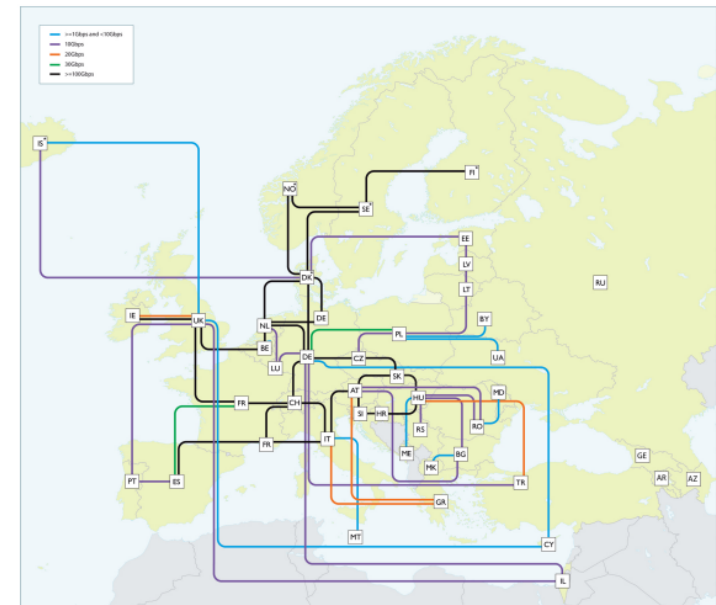 >=1Gbps and <10Gbps
10Gbps
20Gbps
30Gbps
>=100Gbps
IS
FI
NO
SE
EE
LV
LT
DK
RU
IE
UK
NL
DE
BE
PL
BY
UA
LU
DE
CZ
SK
AT
HU
MD
FR
CH
SI
HR
RS
RO
FR
IT
ME
MK
BG
GE
PT
ES
TR
AR
AZ
GR
MT
CY
IL